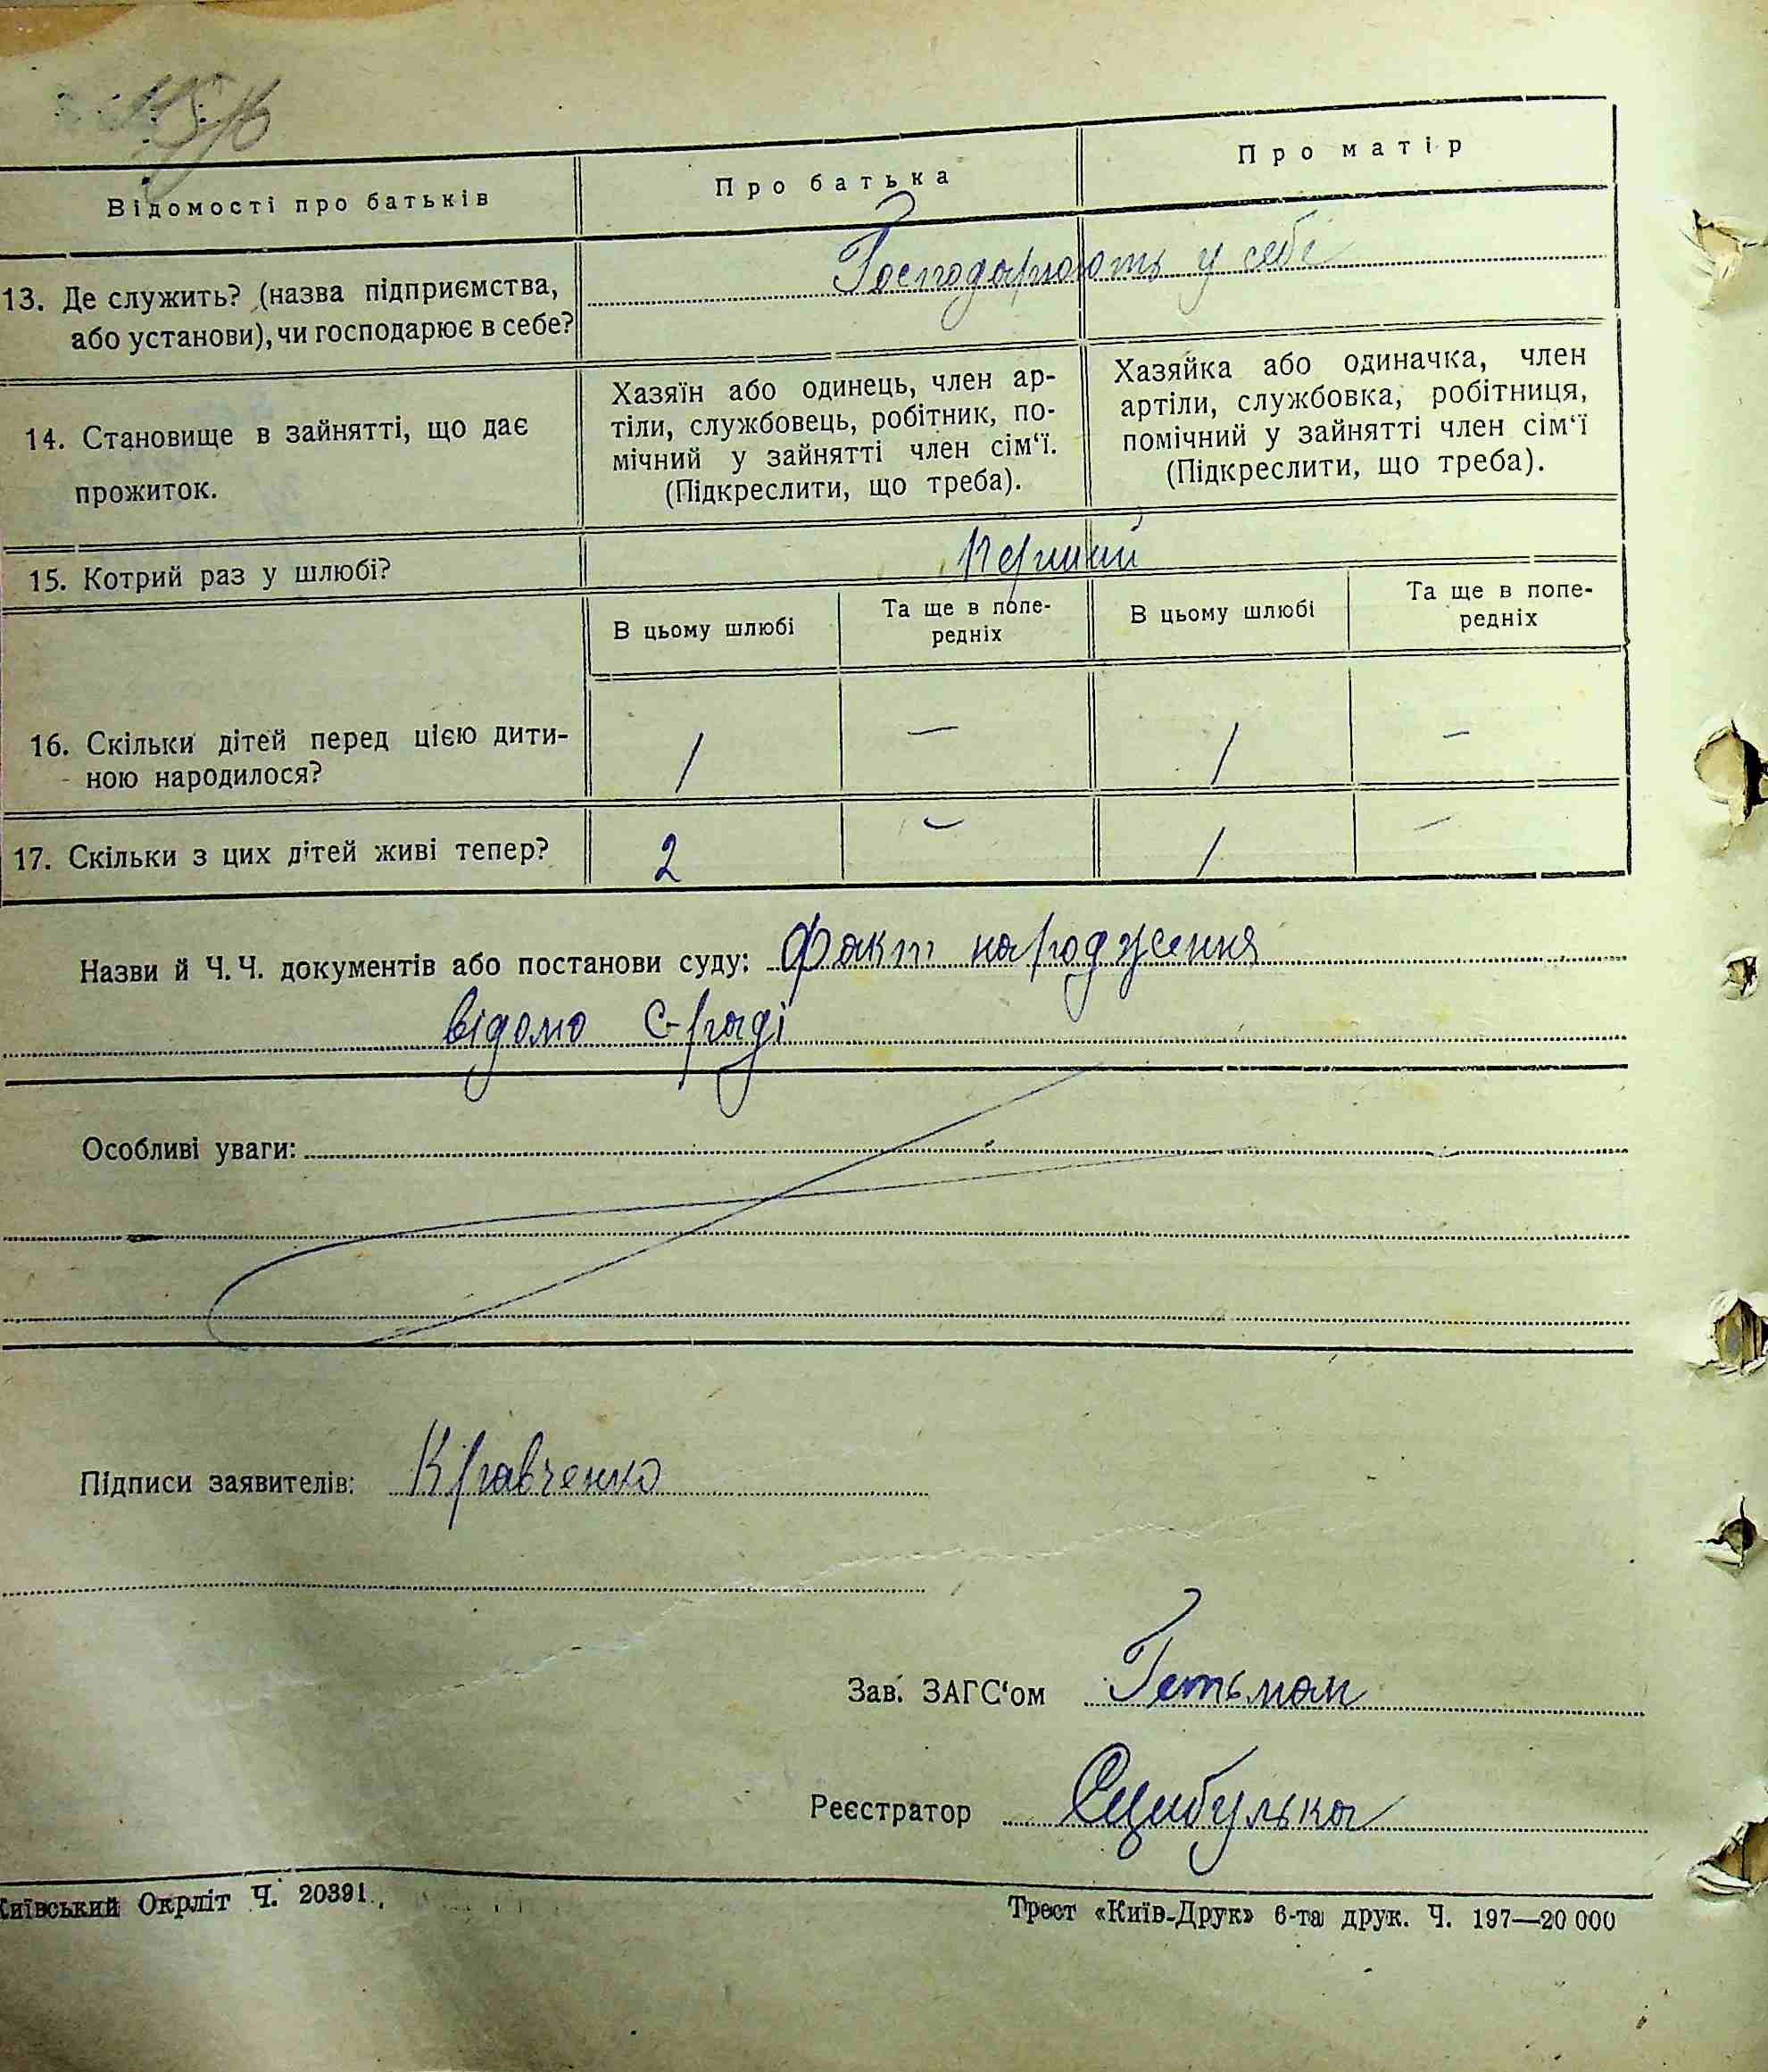 Відомості про батьків
Про батька
Про матір
13. Де служить? (назва підприємства,
або установи), чи господарює в себе?
Господарюють у себе
14. Становище в зайнятті, що дає
прожиток.
Хазяїн або одинець, член ар-
тіли, службовець, робітник, по-
мічний у зайнятті член сім‘ї.
(Підкреслити, що треба).
Хазяйка або одиначка, член
артіли, службовка, робітниця,
помічний у зайнятті член сім‘ї
(Підкреслити, що треба).
15. Котрий раз у шлюбі?
перший
В цьому шлюбі
Та ще в попе-
редніх
В цьому шлюбі
Та ще в попе-
редніх
16. Скільки дітей перед цією дити-
ною народилося?
1 — 1 —
17. Скільки з цих дітей живі тепер?
2 — 1 —
Назви й Ч.Ч. документів або постанови суду: Факт народження
відомо С-раді
Особливі уваги:
Підписи заявителів: Кравченко
Зав. ЗАГС‘ом Гетьман
Реєстратор Єцибулька
Київський Окрліт Ч. 20391.
Трест «Київ-Друк» 6-та друк. Ч. 197—20 000